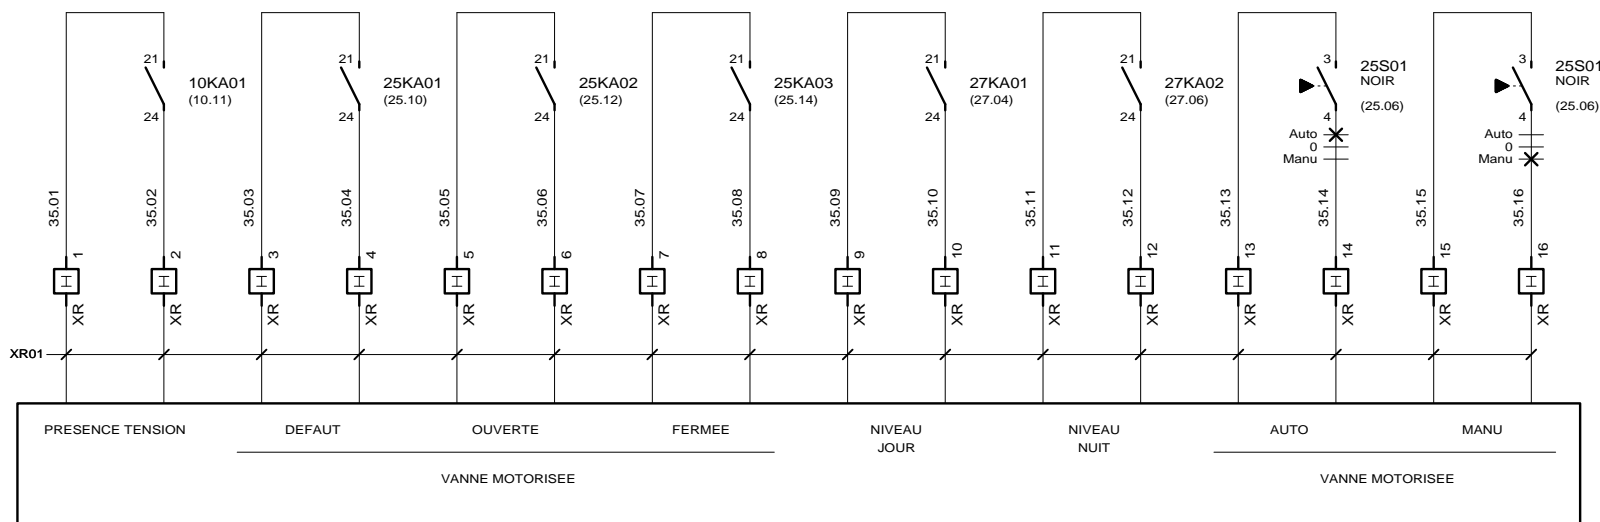 21 10KA01 (10.11) 24
21 25KA01 (25.10) 24
21 25KA02 (25.12) 24
21 25KA03 (25.14) 24
21 27KA01 (27.04) 24
21 27KA02 (27.06) 24
3 25S01 NOIR (25.06) 4
Auto
0
Manu
3 25S01 NOIR (25.06) 4
Auto
0
Manu
35.01 35.02 35.03 35.04 35.05 35.06 35.07 35.08 35.09 35.10 35.11 35.12 35.13 35.14 35.15 35.16
1 2 3 4 5 6 7 8 9 10 11 12 13 14 15 16
XR XR XR XR XR XR XR XR XR XR XR XR XR XR XR XR
XR01
PRESENCE TENSION DEFAUT OUVERTE FERMEE NIVEAU JOUR NIVEAU NUIT AUTO MANU
VANNE MOTORISEE VANNE MOTORISEE